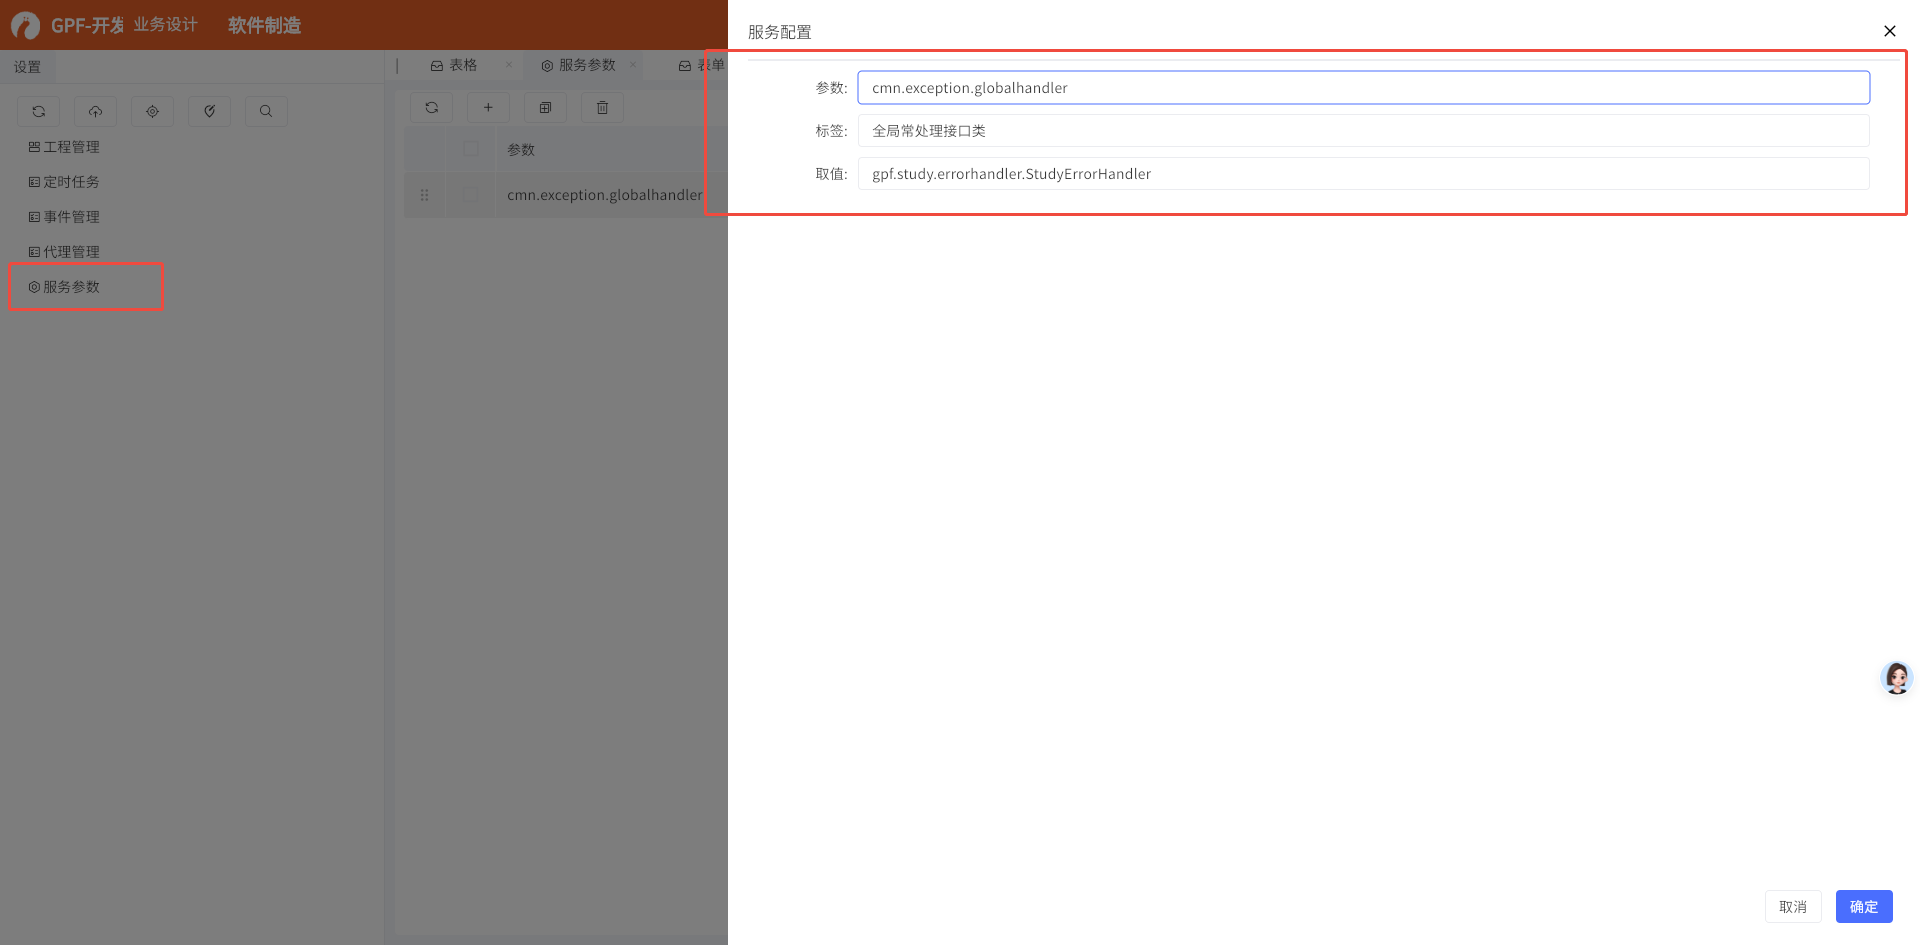 GPF-开发 业务设计 软件制造
设置
工程管理
定时任务
事件管理
代理管理
服务参数
表格 服务参数 表单
参数
cmn.exception.globalhandler
服务配置
参数: cmn.exception.globalhandler
标签: 全局常处理接口类
取值: gpf.study.errorhandler.StudyErrorHandler
取消 确定